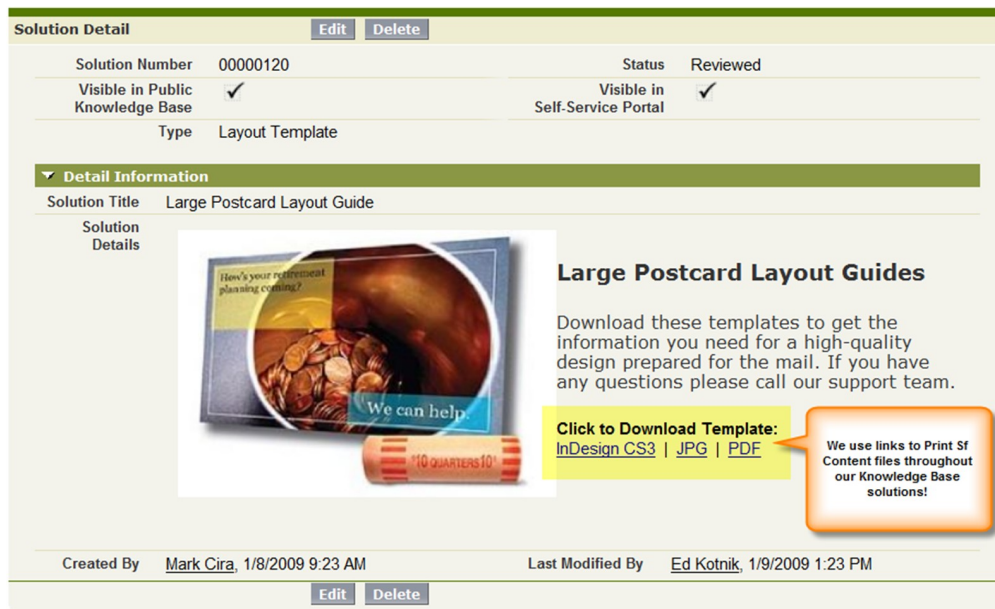 Solution Detail Edit Delete
Solution Number 00000120 Status Reviewed
Visible in Public Visible in
Knowledge Base Self-Service Portal
Type Layout Template
Detail Information
Solution Title Large Postcard Layout Guide
Solution
Details
How's your retirement
planning coming?
We can help.
"10 QUARTERS 10"
Large Postcard Layout Guides
Download these templates to get the
information you need for a high-quality
design prepared for the mail. If you have
any questions please call our support team.
Click to Download Template:
InDesign CS3 | JPG | PDF
We use links to Print Sf
Content files throughout
our Knowledge Base
solutions!
Created By Mark Cira, 1/8/2009 9:23 AM Last Modified By Ed Kotnik, 1/9/2009 1:23 PM
Edit Delete